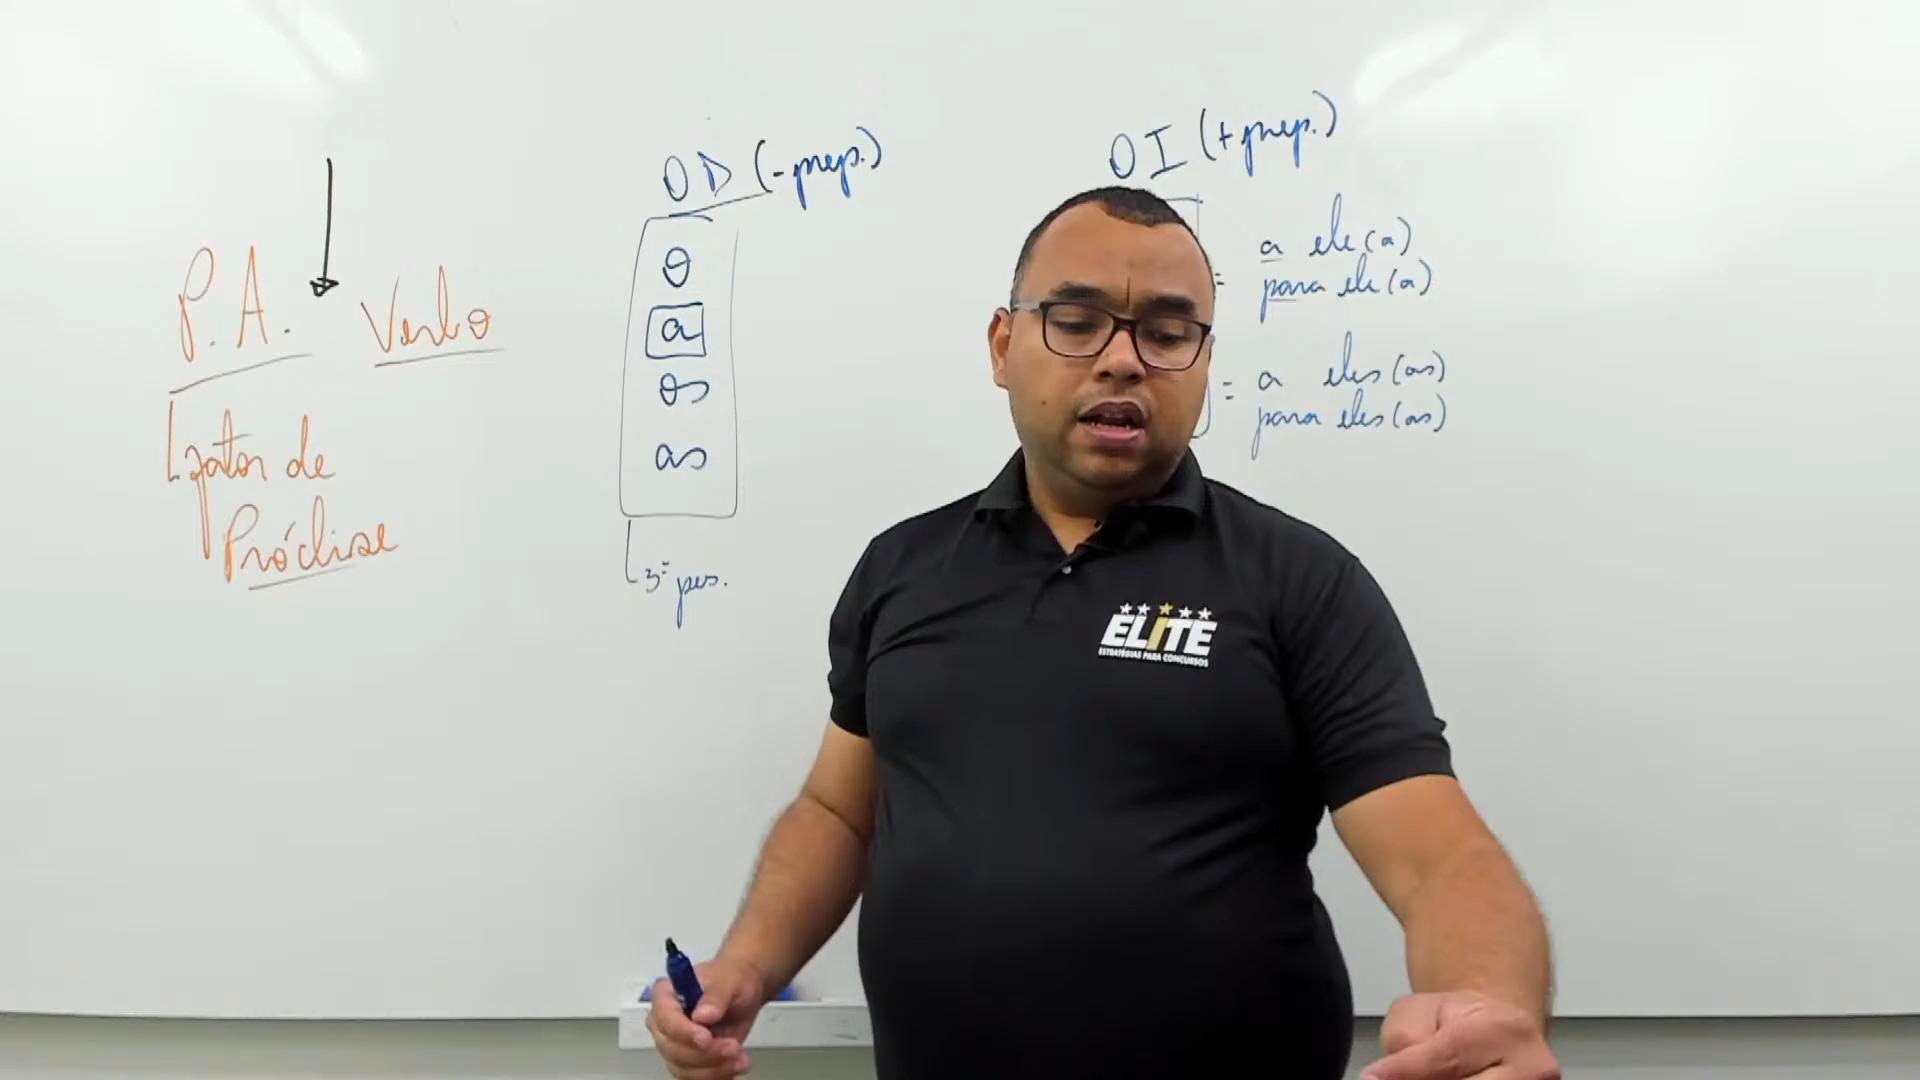 P.A. Verbo
fator de
Próclise
OD (-prep.)
o
a
os
as
3ª pes.
OI (+prep.)
= a ele(a)
para ele(a)
= a eles(as)
para eles(as)
ELITE
ESTRATÉGIAS PARA CONCURSOS